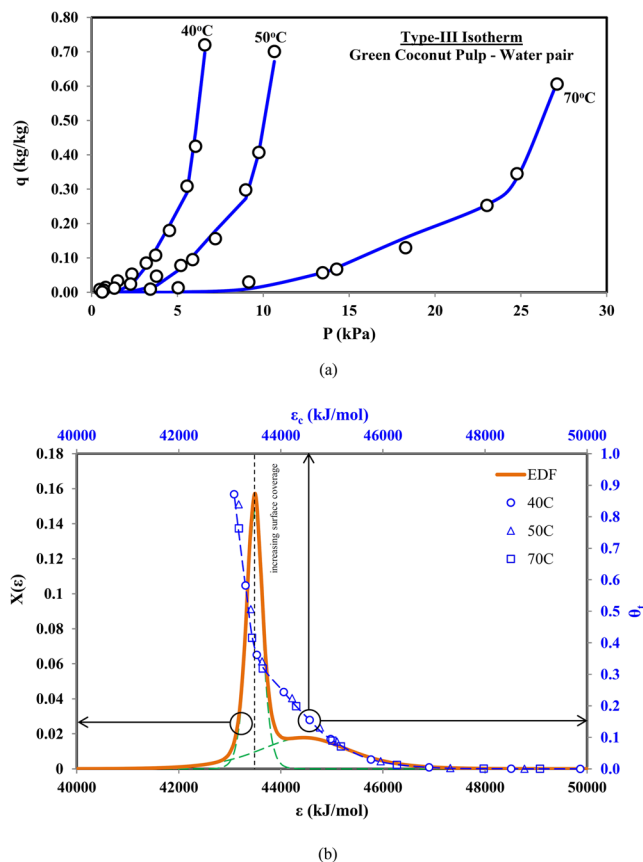 Type-III Isotherm
Green Coconut Pulp - Water pair
40°C
50°C
70°C
q (kg/kg)
0.80
0.70
0.60
0.50
0.40
0.30
0.20
0.10
0.00
0 5 10 15 20 25 30
P (kPa)
(a)
ε_c (kJ/mol)
40000 42000 44000 46000 48000 50000
X(ε)
0.18
0.16
0.14
0.12
0.1
0.08
0.06
0.04
0.02
0
increasing surface coverage
EDF
40C
50C
70C
1.0
0.9
0.8
0.7
0.6
0.5
0.4
0.3
0.2
0.1
0.0
θ_t
40000 42000 44000 46000 48000 50000
ε (kJ/mol)
(b)